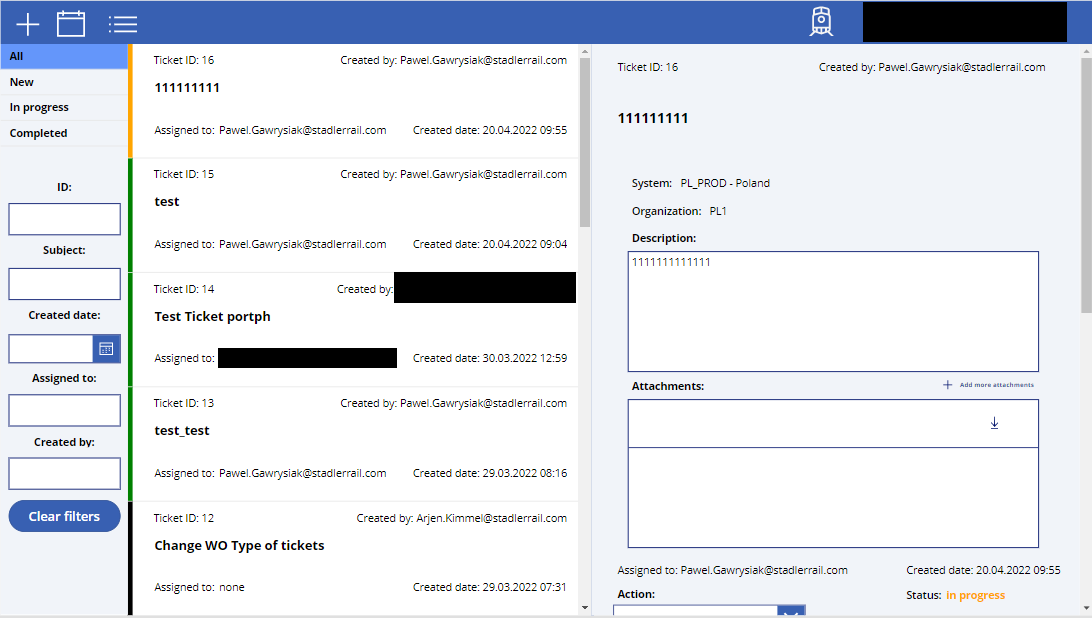 All
New
In progress
Completed
ID:
Subject:
Created date:
Assigned to:
Created by:
Clear filters
Ticket ID: 16 Created by: Pawel.Gawrysiak@stadlerrail.com
111111111
Assigned to: Pawel.Gawrysiak@stadlerrail.com Created date: 20.04.2022 09:55
Ticket ID: 15 Created by: Pawel.Gawrysiak@stadlerrail.com
test
Assigned to: Pawel.Gawrysiak@stadlerrail.com Created date: 20.04.2022 09:04
Ticket ID: 14 Created by:
Test Ticket portph
Assigned to: Created date: 30.03.2022 12:59
Ticket ID: 13 Created by: Pawel.Gawrysiak@stadlerrail.com
test_test
Assigned to: Pawel.Gawrysiak@stadlerrail.com Created date: 29.03.2022 08:16
Ticket ID: 12 Created by: Arjen.Kimmel@stadlerrail.com
Change WO Type of tickets
Assigned to: none Created date: 29.03.2022 07:31
Ticket ID: 16 Created by: Pawel.Gawrysiak@stadlerrail.com
111111111
System: PL_PROD - Poland
Organization: PL1
Description:
1111111111111
Attachments: Add more attachments
Assigned to: Pawel.Gawrysiak@stadlerrail.com Created date: 20.04.2022 09:55
Action: Status: in progress